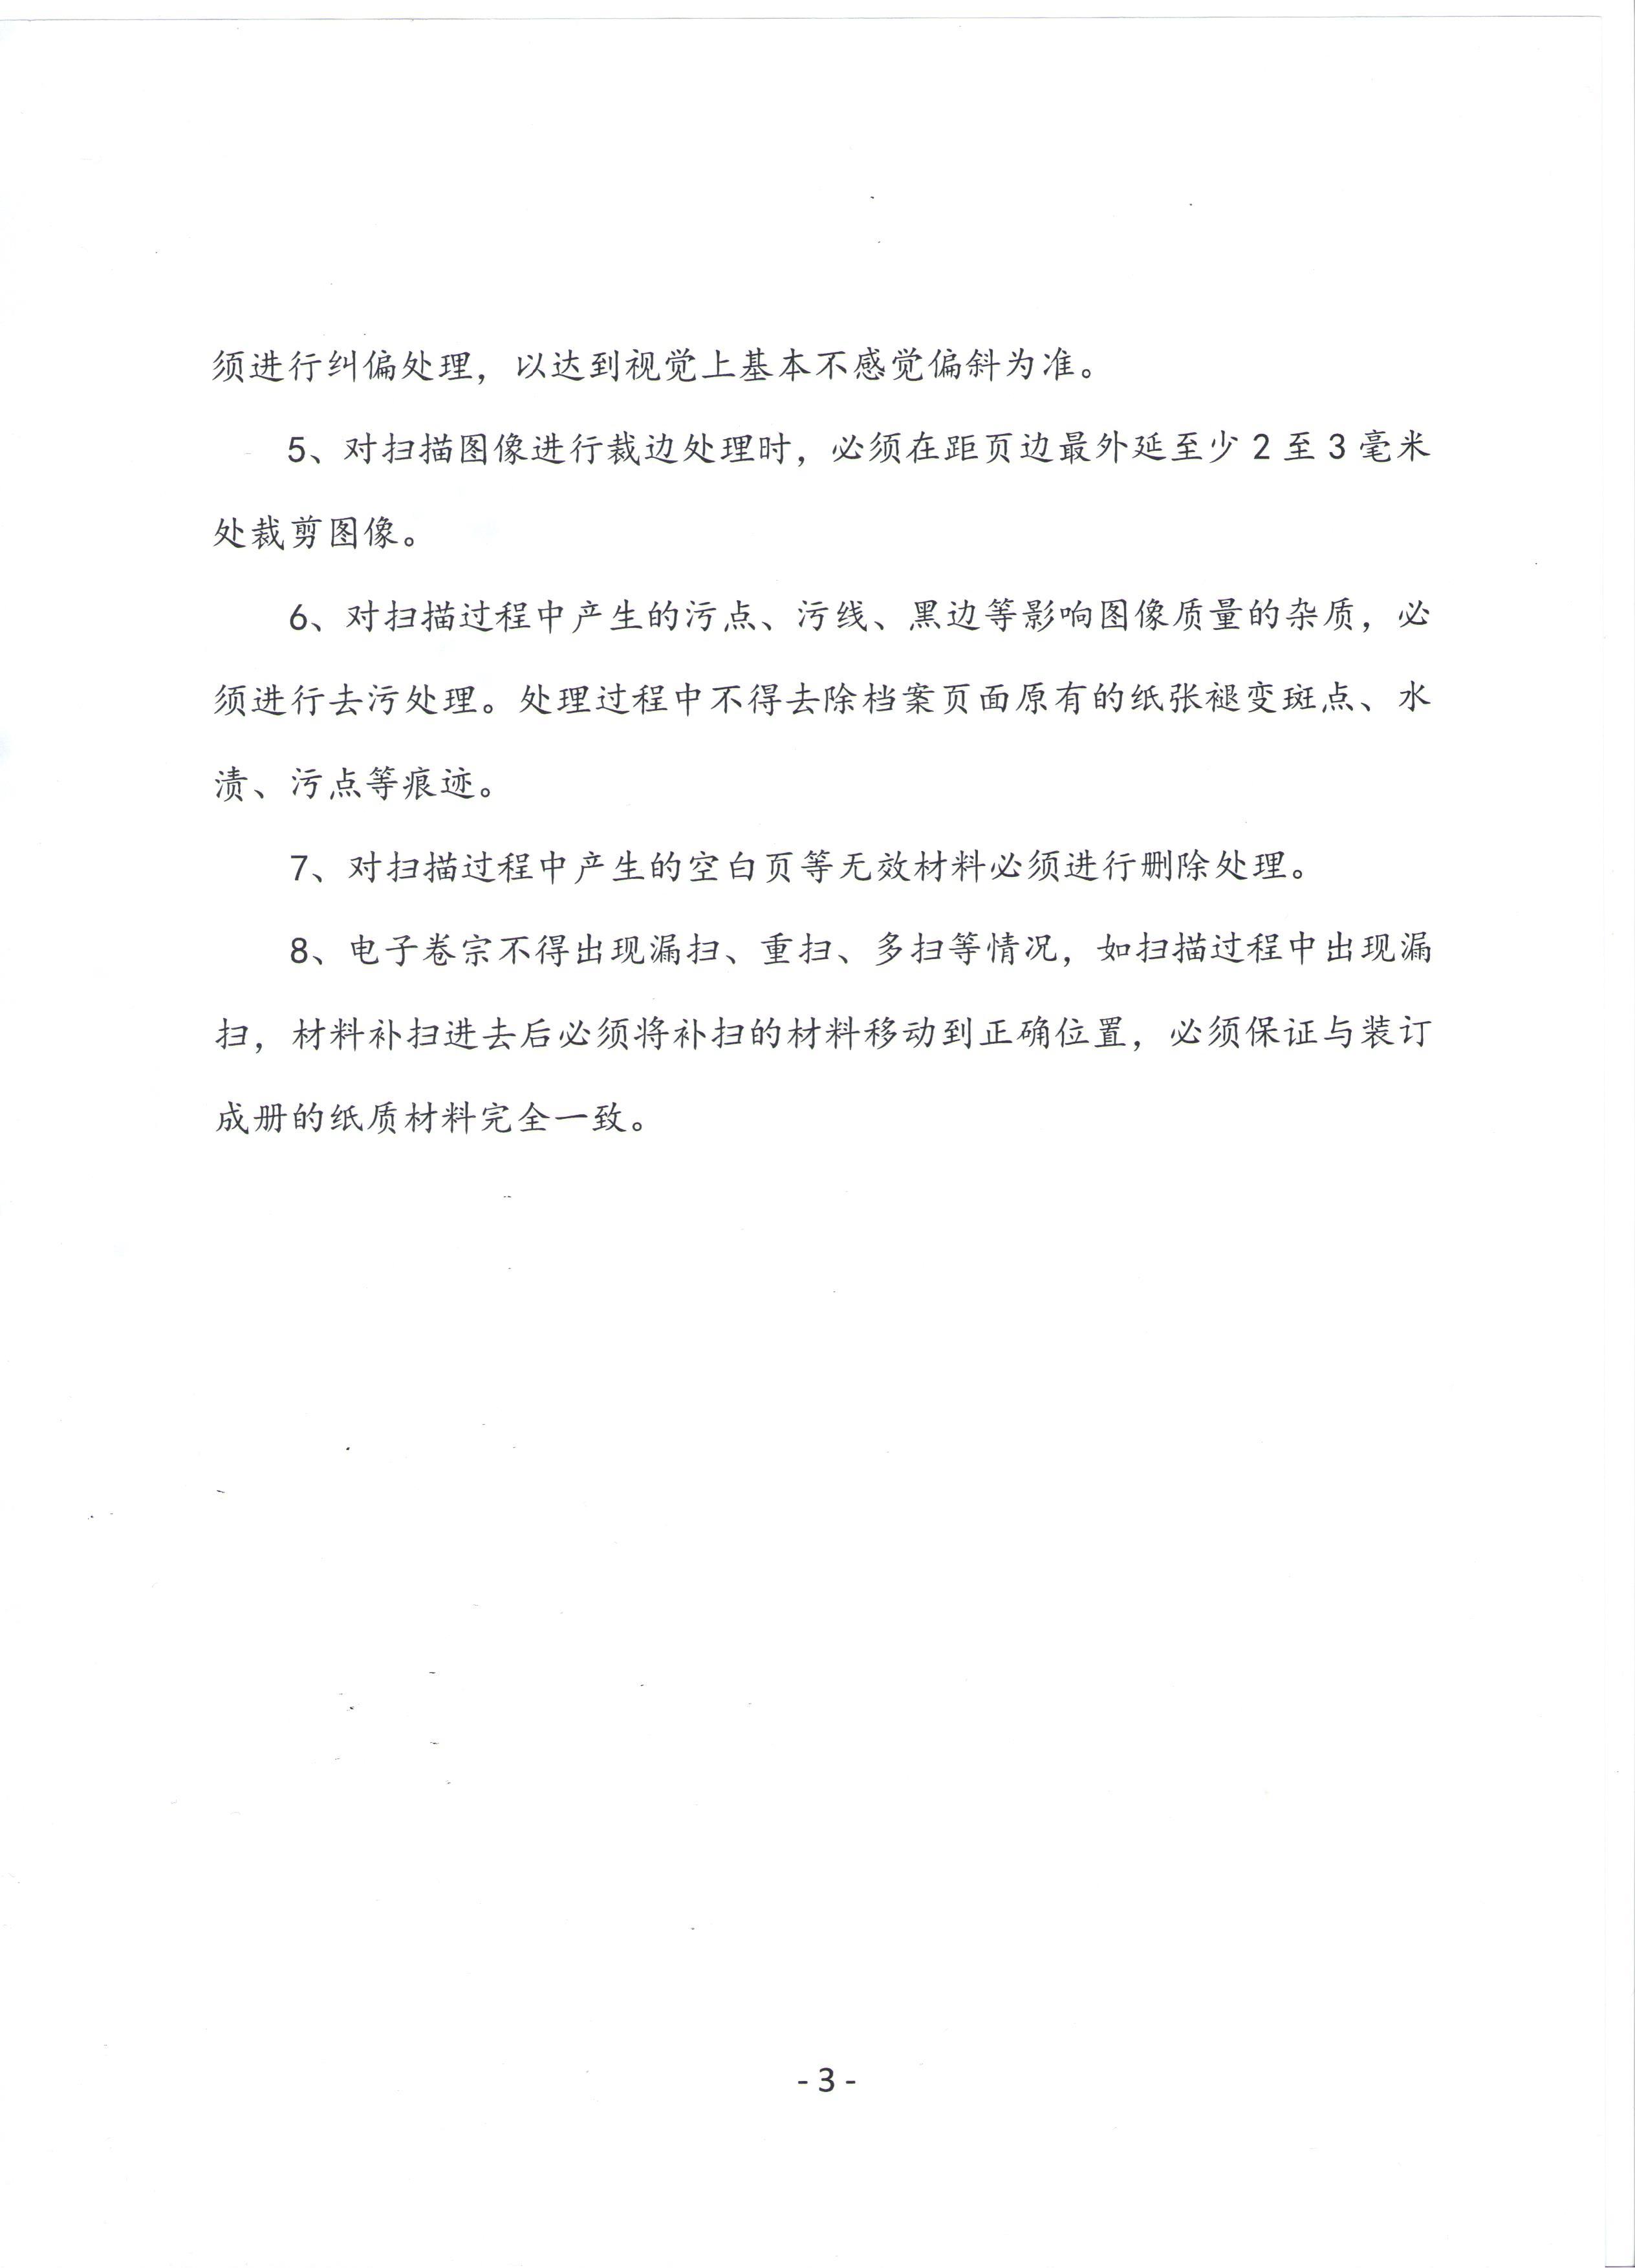 须进行纠偏处理，以达到视觉上基本不感觉偏斜为准。
5、对扫描图像进行裁边处理时，必须在距页边最外延至少 2 至 3 毫米
处裁剪图像。
6、对扫描过程中产生的污点、污线、黑边等影响图像质量的杂质，必
须进行去污处理。处理过程中不得去除档案页面原有的纸张褪变斑点、水
渍、污点等痕迹。
7、对扫描过程中产生的空白页等无效材料必须进行删除处理。
8、电子卷宗不得出现漏扫、重扫、多扫等情况，如扫描过程中出现漏
扫，材料补扫进去后必须将补扫的材料移动到正确位置，必须保证与装订
成册的纸质材料完全一致。
- 3 -